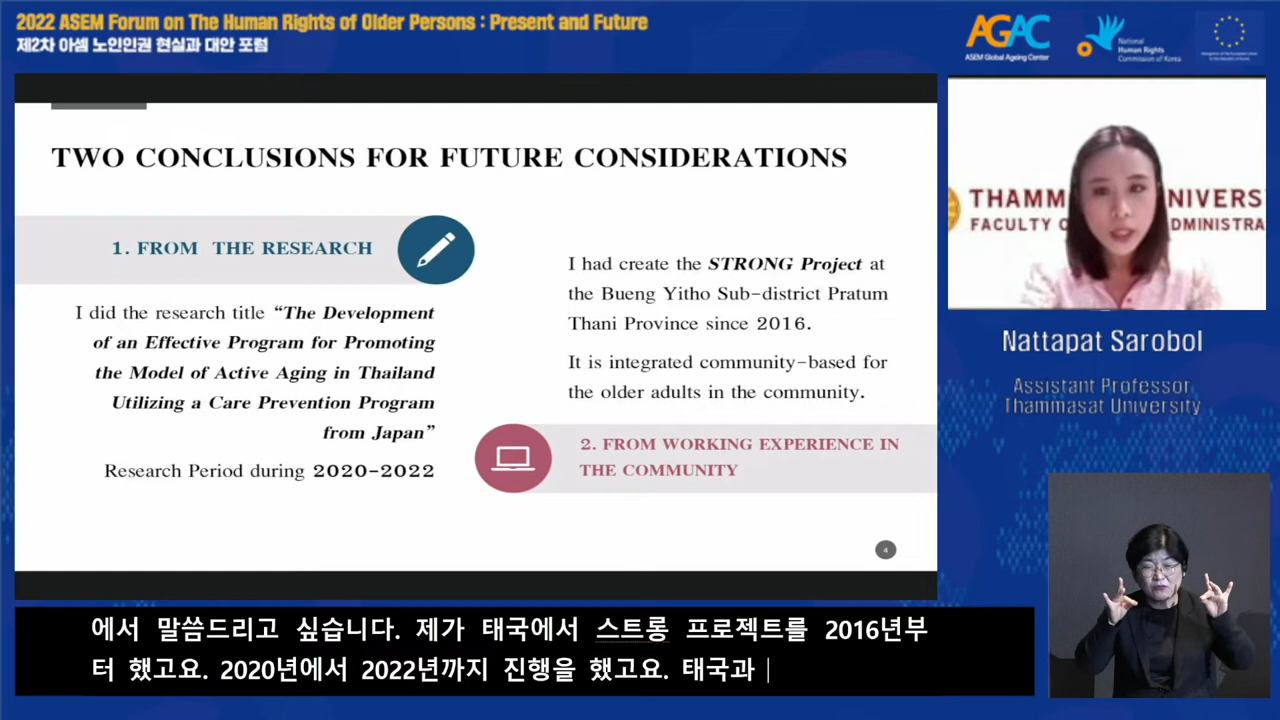 2022 ASEM Forum on The Human Rights of Older Persons : Present and Future
제2차 아셈 노인인권 현실과 대안 포럼
AGAC
ASEM Global Ageing Center
National
Human Rights
Commission of Korea
TWO CONCLUSIONS FOR FUTURE CONSIDERATIONS
1. FROM THE RESEARCH
I did the research title “The Development
of an Effective Program for Promoting
the Model of Active Aging in Thailand
Utilizing a Care Prevention Program
from Japan”
Research Period during 2020-2022
I had create the STRONG Project at
the Bueng Yitho Sub-district Pratum
Thani Province since 2016.
It is integrated community-based for
the older adults in the community.
2. FROM WORKING EXPERIENCE IN
THE COMMUNITY
4
THAMM NIVERS
FACULTY O DMINISTRA
Nattapat Sarobol
Assistant Professor
Thammasat University
에서 말씀드리고 싶습니다. 제가 태국에서 스트롱 프로젝트를 2016년부
터 했고요. 2020년에서 2022년까지 진행을 했고요. 태국과